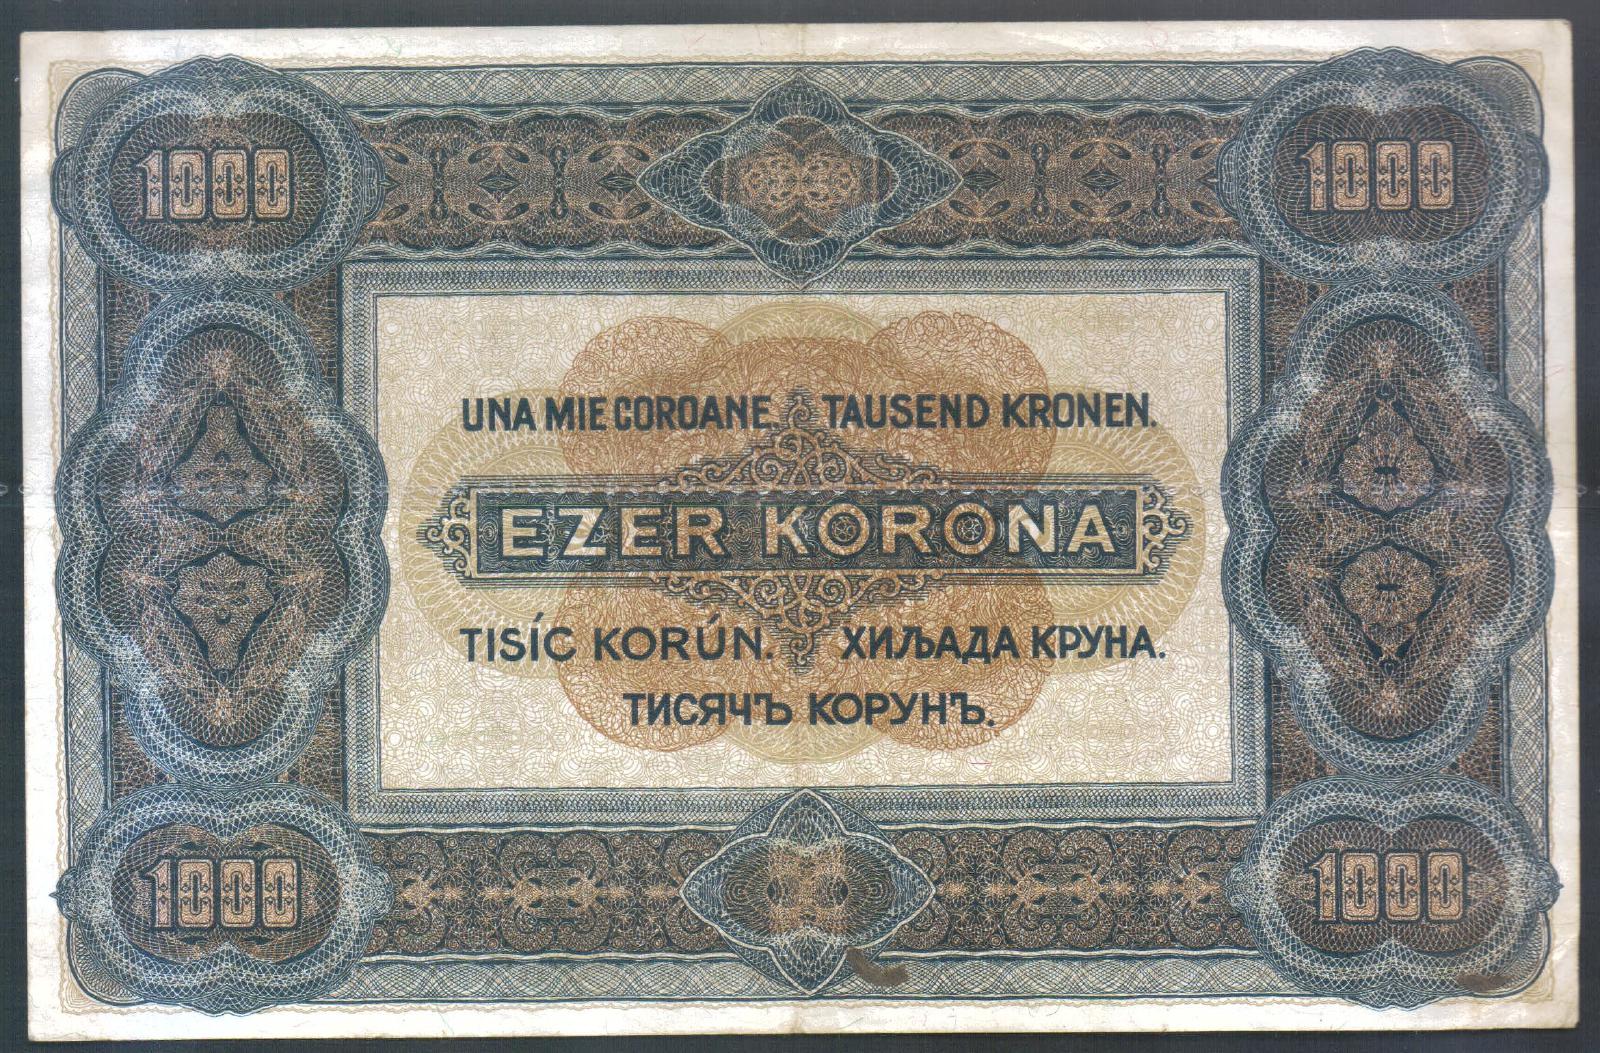 1000 1000
UNA MIE COROANE. TAUSEND KRONEN.
EZER KORONA
TISÍC KORÚN. ХИЉАДА КРУНА.
ТИСЯЧЪ КОРУНЪ.
1000 1000